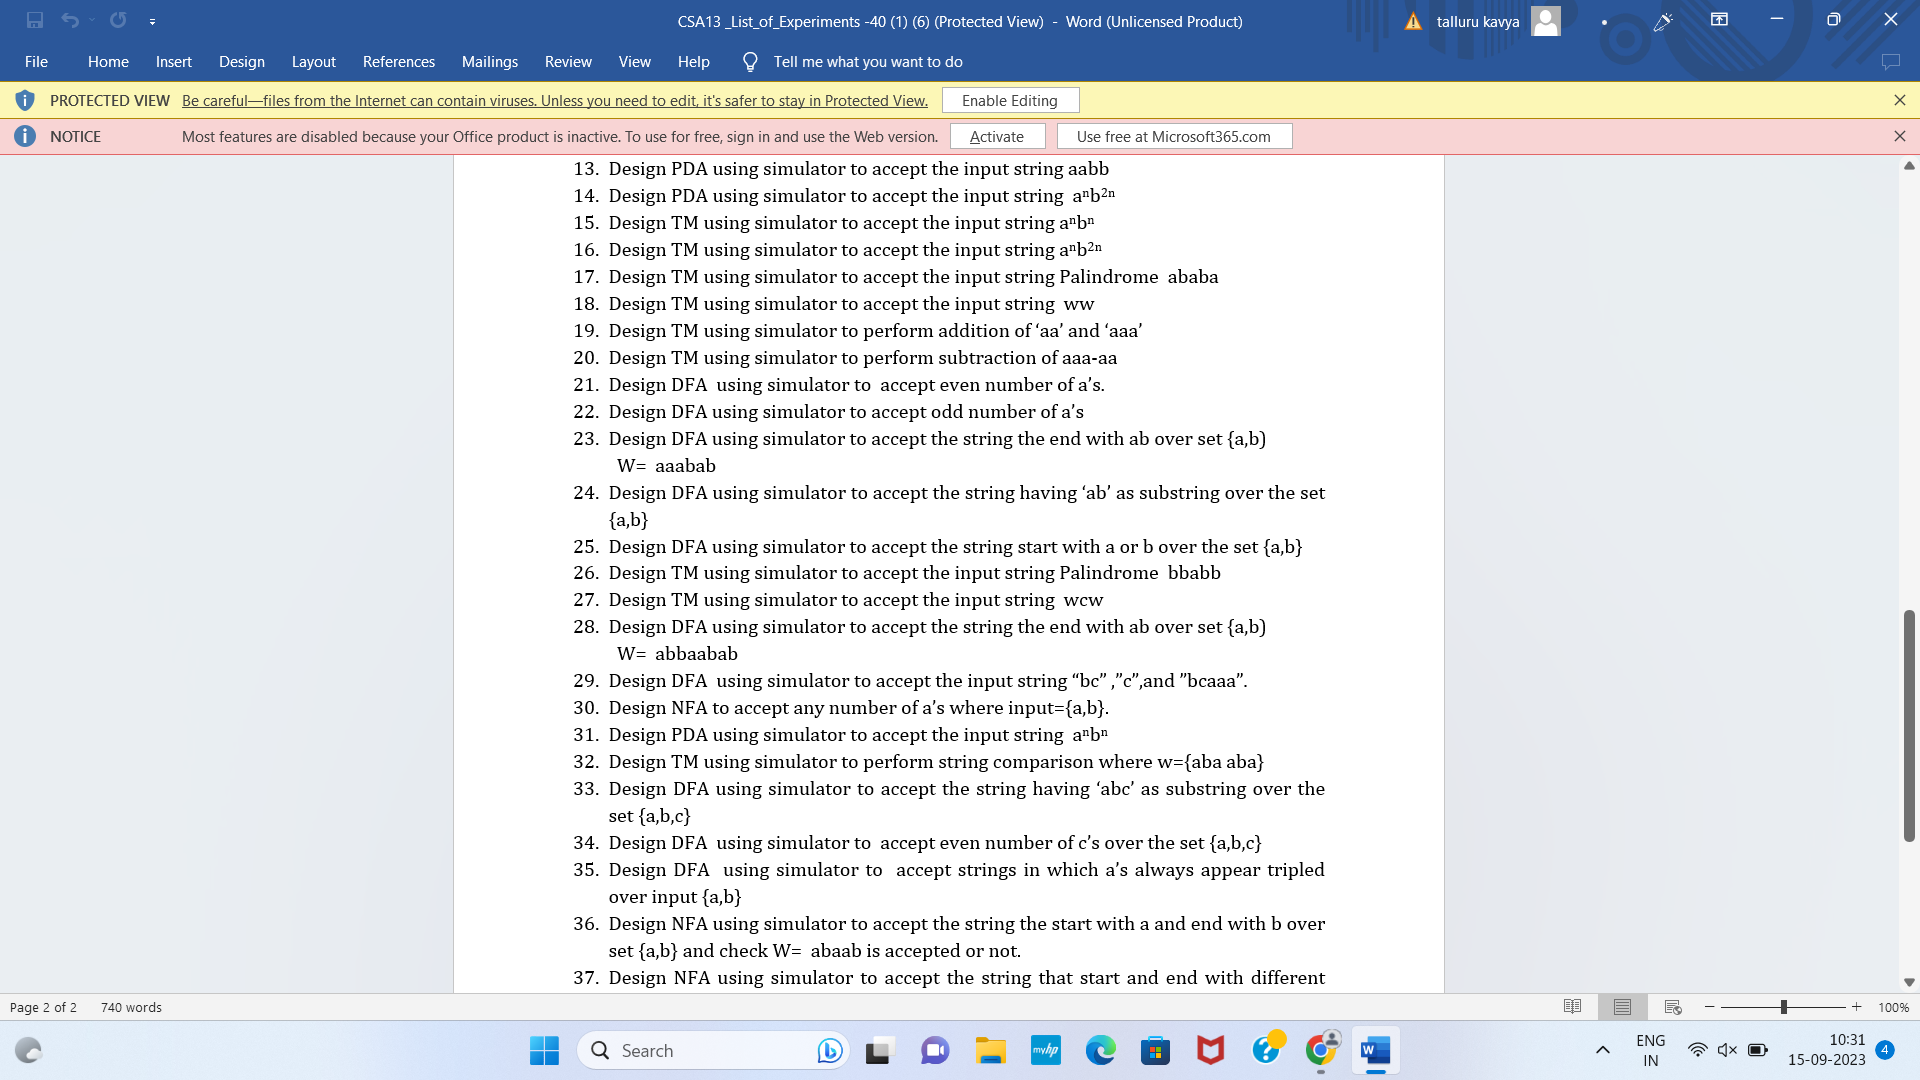 CSA13 _List_of_Experiments -40 (1) (6) (Protected View) - Word (Unlicensed Product)
talluru kavya
File Home Insert Design Layout References Mailings Review View Help Tell me what you want to do
PROTECTED VIEW Be careful—files from the Internet can contain viruses. Unless you need to edit, it's safer to stay in Protected View. Enable Editing
NOTICE Most features are disabled because your Office product is inactive. To use for free, sign in and use the Web version. Activate Use free at Microsoft365.com
13. Design PDA using simulator to accept the input string aabb
14. Design PDA using simulator to accept the input string aⁿb²ⁿ
15. Design TM using simulator to accept the input string aⁿbⁿ
16. Design TM using simulator to accept the input string aⁿb²ⁿ
17. Design TM using simulator to accept the input string Palindrome ababa
18. Design TM using simulator to accept the input string ww
19. Design TM using simulator to perform addition of ‘aa’ and ‘aaa’
20. Design TM using simulator to perform subtraction of aaa-aa
21. Design DFA using simulator to accept even number of a’s.
22. Design DFA using simulator to accept odd number of a’s
23. Design DFA using simulator to accept the string the end with ab over set {a,b)
W= aaabab
24. Design DFA using simulator to accept the string having ‘ab’ as substring over the set
{a,b}
25. Design DFA using simulator to accept the string start with a or b over the set {a,b}
26. Design TM using simulator to accept the input string Palindrome bbabb
27. Design TM using simulator to accept the input string wcw
28. Design DFA using simulator to accept the string the end with ab over set {a,b)
W= abbaabab
29. Design DFA using simulator to accept the input string “bc” ,”c”,and ”bcaaa”.
30. Design NFA to accept any number of a’s where input={a,b}.
31. Design PDA using simulator to accept the input string aⁿbⁿ
32. Design TM using simulator to perform string comparison where w={aba aba}
33. Design DFA using simulator to accept the string having ‘abc’ as substring over the
set {a,b,c}
34. Design DFA using simulator to accept even number of c’s over the set {a,b,c}
35. Design DFA using simulator to accept strings in which a’s always appear tripled
over input {a,b}
36. Design NFA using simulator to accept the string the start with a and end with b over
set {a,b} and check W= abaab is accepted or not.
37. Design NFA using simulator to accept the string that start and end with different
Page 2 of 2 740 words
100%
Search
myhp
W
ENG
IN
10:31
15-09-2023
4